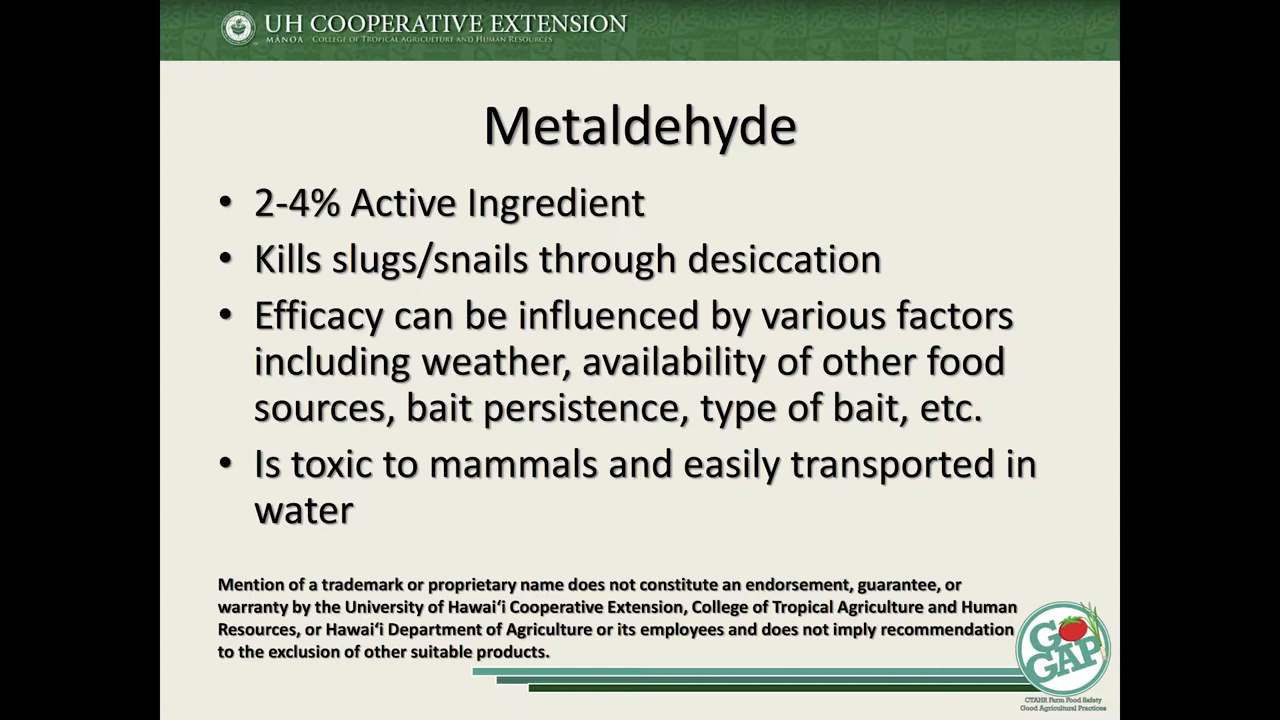 UH COOPERATIVE EXTENSION
MĀNOA COLLEGE OF TROPICAL AGRICULTURE AND HUMAN RESOURCES
Metaldehyde
• 2-4% Active Ingredient
• Kills slugs/snails through desiccation
• Efficacy can be influenced by various factors
including weather, availability of other food
sources, bait persistence, type of bait, etc.
• Is toxic to mammals and easily transported in
water
Mention of a trademark or proprietary name does not constitute an endorsement, guarantee, or
warranty by the University of Hawai‘i Cooperative Extension, College of Tropical Agriculture and Human
Resources, or Hawai‘i Department of Agriculture or its employees and does not imply recommendation
to the exclusion of other suitable products.
GO
GAP
CTAHR Farm Food Safety
Good Agricultural Practices